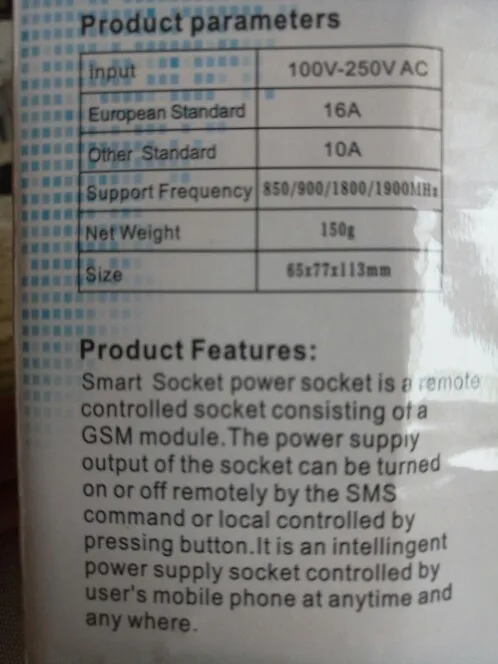 Product parameters
input 100V-250V AC
European Standard 16A
Other Standard 10A
Support Frequency 850/900/1800/1900MHz
Net Weight 150g
Size 65x77x113mm
Product Features:
Smart Socket power socket is a remote
controlled socket consisting of a
GSM module.The power supply
output of the socket can be turned
on or off remotely by the SMS
command or local controlled by
pressing button.It is an intellingent
power supply socket controlled by
user's mobile phone at anytime and
any where.